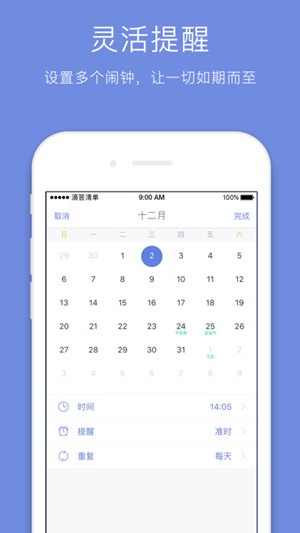 灵活提醒
设置多个闹钟，让一切如期而至
滴答清单 9:00 AM 100%
取消 十二月 完成
日 一 二 三 四 五 六
29 30 1 2 3 4 5
6 7 8 9 10 11 12
13 14 15 16 17 18 19
20 21 22 23 24 25 26
平安夜 圣诞节
27 28 29 30 31 1 2
元旦
3 4 5 6 7 8 9
时间 14:05
提醒 准时
重复 每天